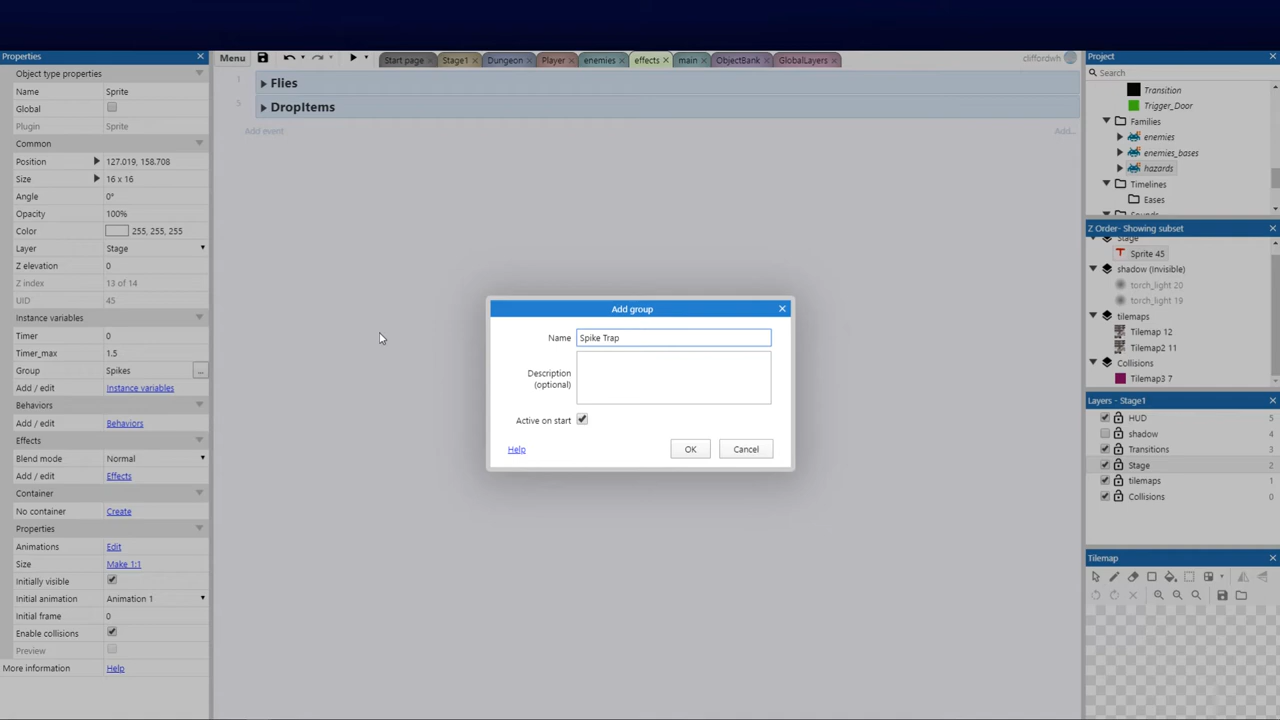 Properties
Object type properties
Name Sprite
Global
Plugin Sprite
Common
Position 127.019, 158.708
Size 16 x 16
Angle 0°
Opacity 100%
Color 255, 255, 255
Layer Stage
Z elevation 0
Z index 13 of 14
UID 45
Instance variables
Timer 0
Timer_max 1.5
Group Spikes ...
Add / edit Instance variables
Behaviors
Add / edit Behaviors
Effects
Blend mode Normal
Add / edit Effects
Container
No container Create
Properties
Animations Edit
Size Make 1:1
Initially visible
Initial animation Animation 1
Initial frame 0
Enable collisions
Preview
More information Help
Menu Start page Stage1 Dungeon Player enemies effects main ObjectBank GlobalLayers cliffordwh
1 Flies
5 DropItems
Add event Add...
Add group
Name Spike Trap
Description
(optional)
Active on start
Help OK Cancel
Project
Search
Transition
Trigger_Door
Families
enemies
enemies_bases
hazards
Timelines
Eases
Sounds
Z Order- Showing subset
Stage
Sprite 45
shadow (Invisible)
torch_light 20
torch_light 19
tilemaps
Tilemap 12
Tilemap2 11
Collisions
Tilemap3 7
Layers - Stage1
HUD 5
shadow 4
Transitions 3
Stage 2
tilemaps 1
Collisions 0
Tilemap